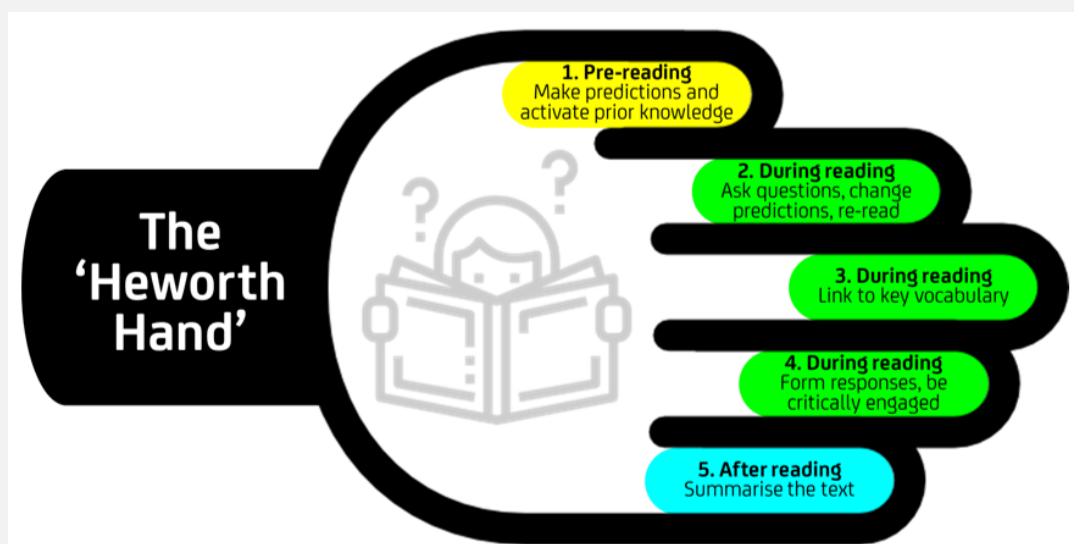 The
‘Heworth
Hand’
1. Pre-reading
Make predictions and
activate prior knowledge
2. During reading
Ask questions, change
predictions, re-read
3. During reading
Link to key vocabulary
4. During reading
Form responses, be
critically engaged
5. After reading
Summarise the text
? ?